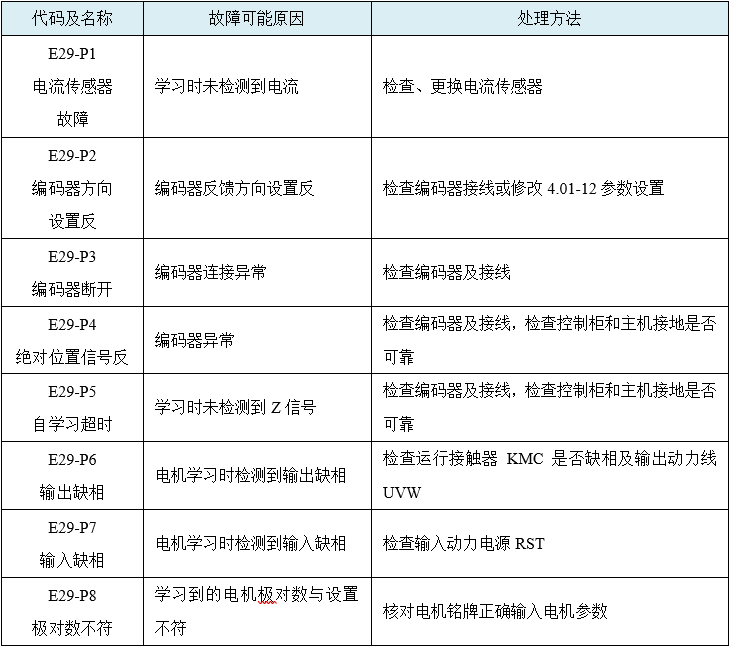 代码及名称 故障可能原因 处理方法
E29-P1
电流传感器
故障
学习时未检测到电流
检查、更换电流传感器
E29-P2
编码器方向
设置反
编码器反馈方向设置反
检查编码器接线或修改 4.01-12 参数设置
E29-P3
编码器断开
编码器连接异常
检查编码器及接线
E29-P4
绝对位置信号反
编码器异常
检查编码器及接线，检查控制柜和主机接地是否
可靠
E29-P5
自学习超时
学习时未检测到 Z 信号
检查编码器及接线，检查控制柜和主机接地是否
可靠
E29-P6
输出缺相
电机学习时检测到输出缺相
检查运行接触器 KMC 是否缺相及输出动力线
UVW
E29-P7
输入缺相
电机学习时检测到输入缺相
检查输入动力电源 RST
E29-P8
极对数不符
学习到的电机极对数与设置
不符
核对电机铭牌正确输入电机参数